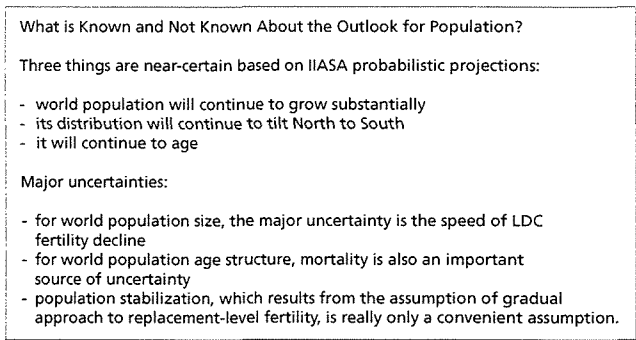 What is Known and Not Known About the Outlook for Population?
Three things are near-certain based on IIASA probabilistic projections:
- world population will continue to grow substantially
- its distribution will continue to tilt North to South
- it will continue to age
Major uncertainties:
- for world population size, the major uncertainty is the speed of LDC
fertility decline
- for world population age structure, mortality is also an important
source of uncertainty
- population stabilization, which results from the assumption of gradual
approach to replacement-level fertility, is really only a convenient assumption.